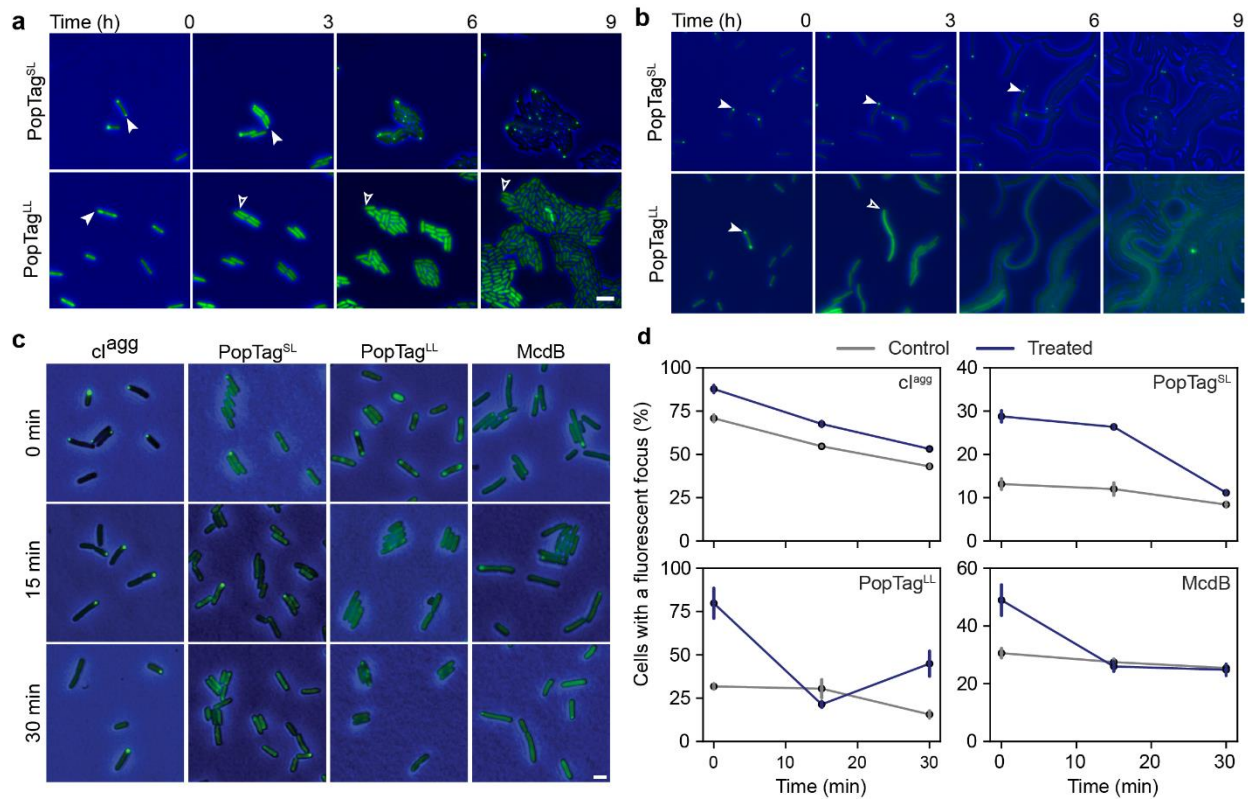 a
Time (h) 0 3 6 9
PopTag^SL
PopTag^LL
b
Time (h) 0 3 6 9
PopTag^SL
PopTag^LL
c
cI^agg PopTag^SL PopTag^LL McdB
0 min
15 min
30 min
d
Control Treated
Cells with a fluorescent focus (%)
100
75
50
25
0
cI^agg
40
30
20
10
0
PopTag^SL
75
50
25
0
PopTag^LL
0 10 20 30
Time (min)
60
40
20
0
McdB
0 10 20 30
Time (min)